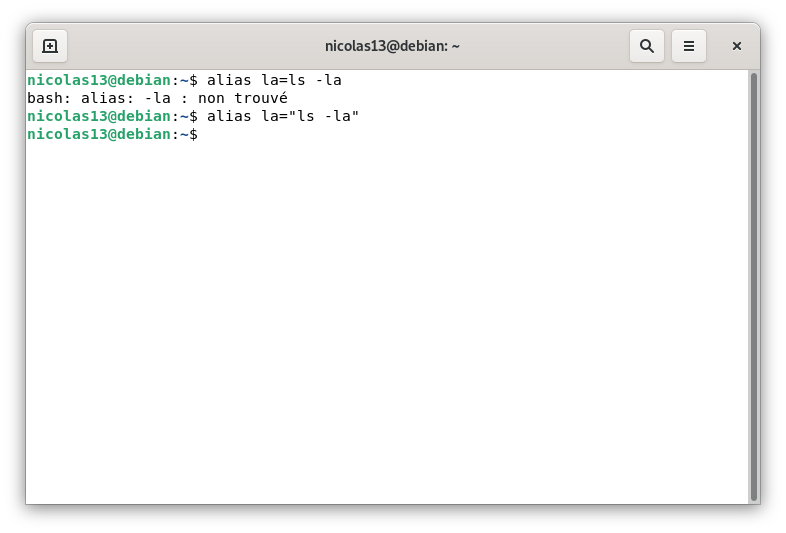 nicolas13@debian: ~
nicolas13@debian:~$ alias la=ls -la
bash: alias: -la : non trouvé
nicolas13@debian:~$ alias la="ls -la"
nicolas13@debian:~$